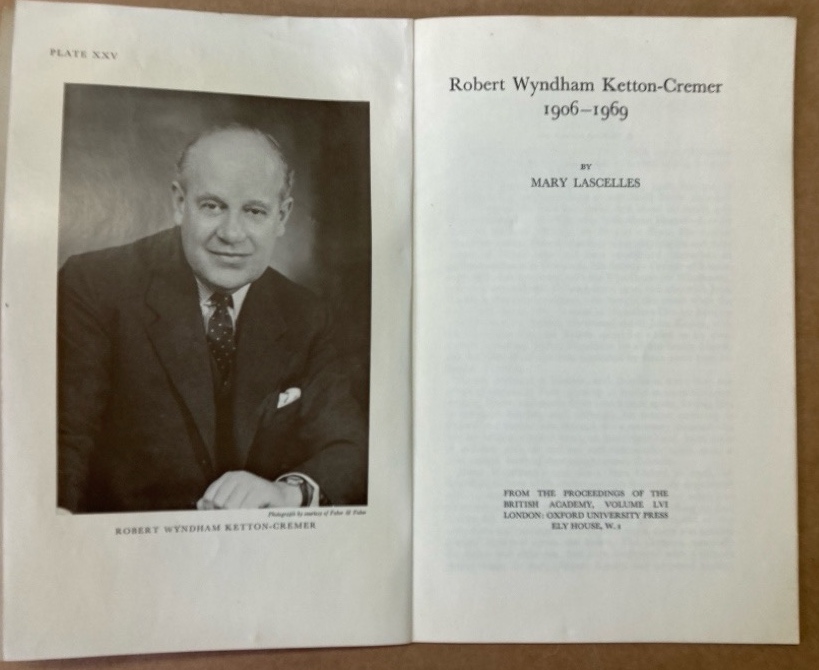 PLATE XXV
Photograph by courtesy of Faber & Faber
ROBERT WYNDHAM KETTON-CREMER
Robert Wyndham Ketton-Cremer
1906–1969
BY
MARY LASCELLES
FROM THE PROCEEDINGS OF THE
BRITISH ACADEMY, VOLUME LVI
LONDON: OXFORD UNIVERSITY PRESS
ELY HOUSE, W.1